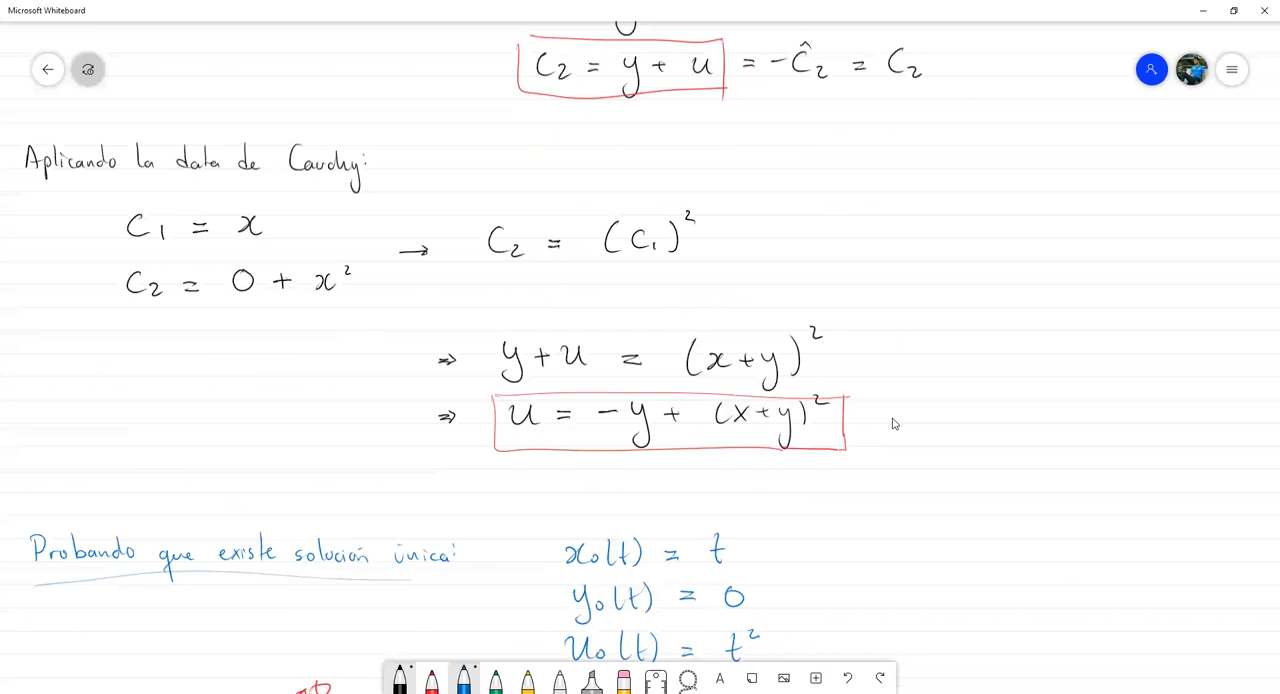 Microsoft Whiteboard
C₂ = y + u = -Ĉ₂ = C₂
Aplicando la data de Cauchy:
C₁ = x
C₂ = 0 + x²
→ C₂ = (C₁)²
⇒ y + u = (x+y)²
⇒ u = -y + (x+y)²
Probando que existe solución única:
x₀(t) = t
y₀(t) = 0
u₀(t) = t²
A